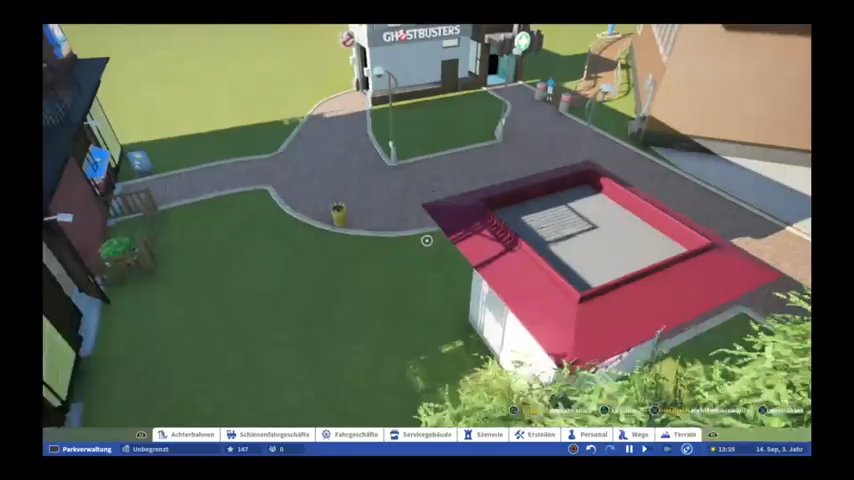 GHOSTBUSTERS
Achterbahnen Schienenfahrgeschäfte Fahrgeschäfte Servicegebäude Szenerie Erstellen Personal Wege Terrain
Parkverwaltung Unbegrenzt 147 0 13:35 14. Sep, 3. Jahr